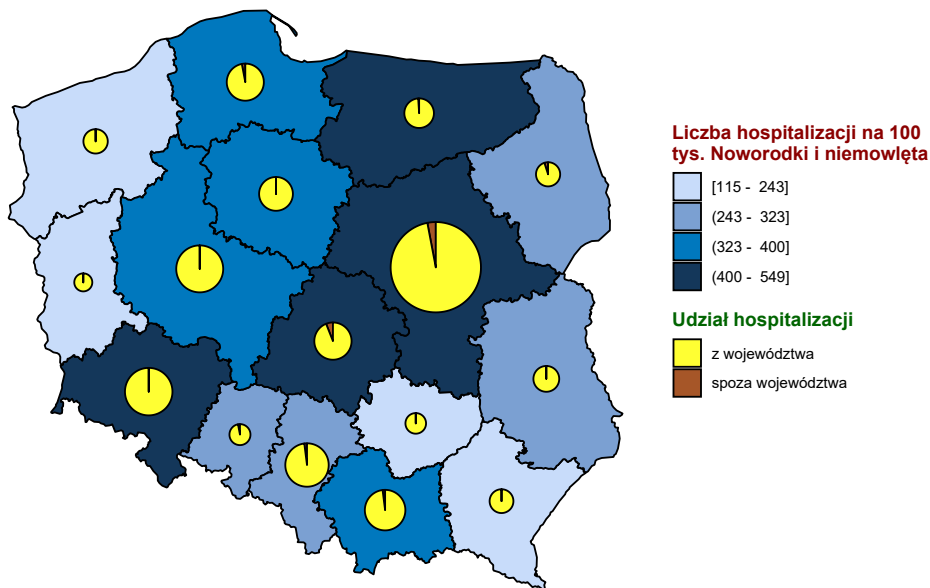 Liczba hospitalizacji na 100
tys. Noworodki i niemowlęta
[115 - 243]
(243 - 323]
(323 - 400]
(400 - 549]
Udział hospitalizacji
z województwa
spoza województwa